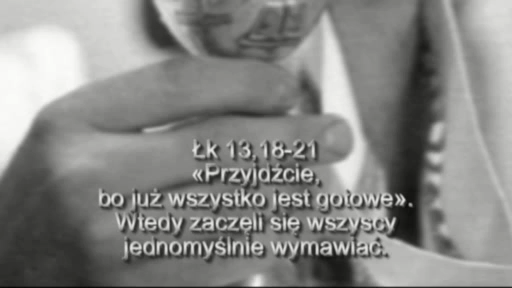 Łk 13,18-21
«Przyjdźcie,
bo już wszystko jest gotowe».
Wtedy zaczęli się wszyscy
jednomyślnie wymawiać.